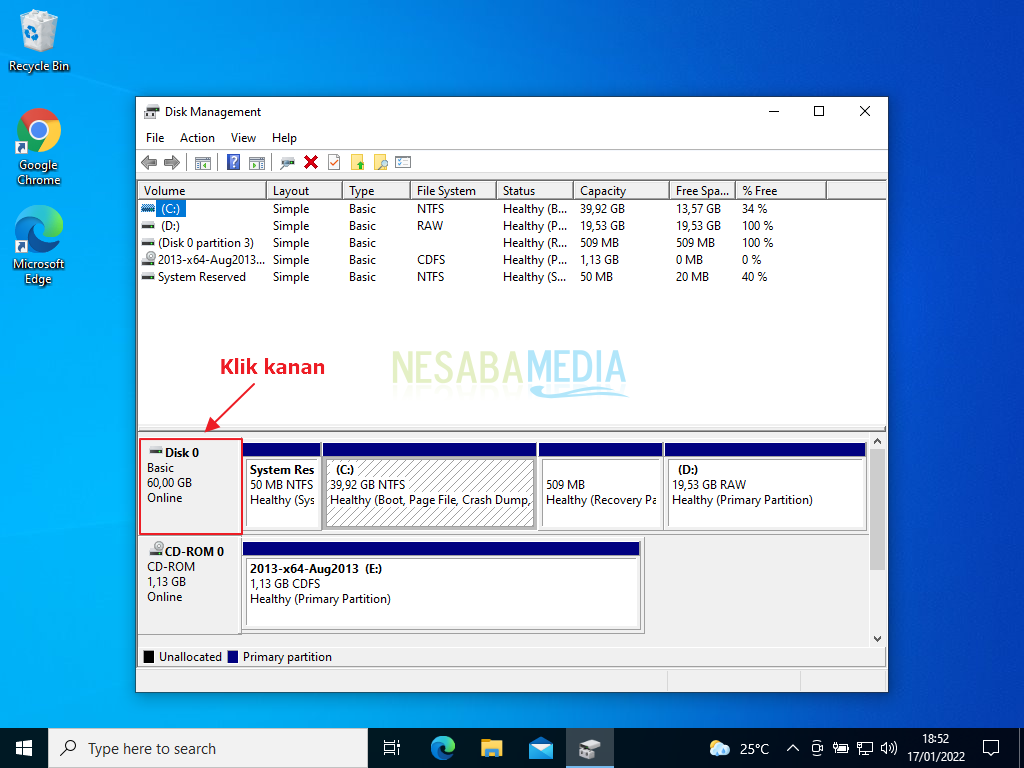 Recycle Bin
Google
Chrome
Microsoft
Edge
Disk Management
File Action View Help
Volume Layout Type File System Status Capacity Free Spa... % Free
(C:) Simple Basic NTFS Healthy (B... 39,92 GB 13,57 GB 34 %
(D:) Simple Basic RAW Healthy (P... 19,53 GB 19,53 GB 100 %
(Disk 0 partition 3) Simple Basic Healthy (R... 509 MB 509 MB 100 %
2013-x64-Aug2013... Simple Basic CDFS Healthy (P... 1,13 GB 0 MB 0 %
System Reserved Simple Basic NTFS Healthy (S... 50 MB 20 MB 40 %
NESABAMEDIA
Klik kanan
Disk 0
Basic
60,00 GB
Online
System Res
50 MB NTFS
Healthy (Sys
(C:)
39,92 GB NTFS
Healthy (Boot, Page File, Crash Dump,
509 MB
Healthy (Recovery Pa
(D:)
19,53 GB RAW
Healthy (Primary Partition)
CD-ROM 0
CD-ROM
1,13 GB
Online
2013-x64-Aug2013 (E:)
1,13 GB CDFS
Healthy (Primary Partition)
Unallocated Primary partition
Type here to search
25°C
18:52
17/01/2022